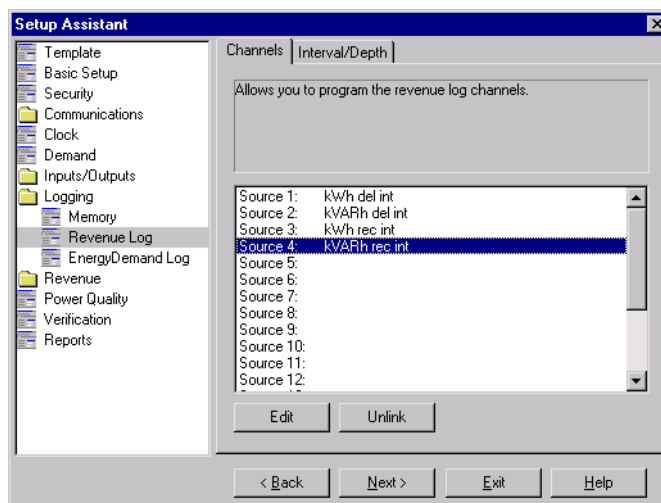 Setup Assistant
Template
Basic Setup
Security
Communications
Clock
Demand
Inputs/Outputs
Logging
Memory
Revenue Log
EnergyDemand Log
Revenue
Power Quality
Verification
Reports
Channels Interval/Depth
Allows you to program the revenue log channels.
Source 1: kWh del int
Source 2: kVARh del int
Source 3: kWh rec int
Source 4: kVARh rec int
Source 5:
Source 6:
Source 7:
Source 8:
Source 9:
Source 10:
Source 11:
Source 12:
Edit Unlink
< Back Next > Exit Help